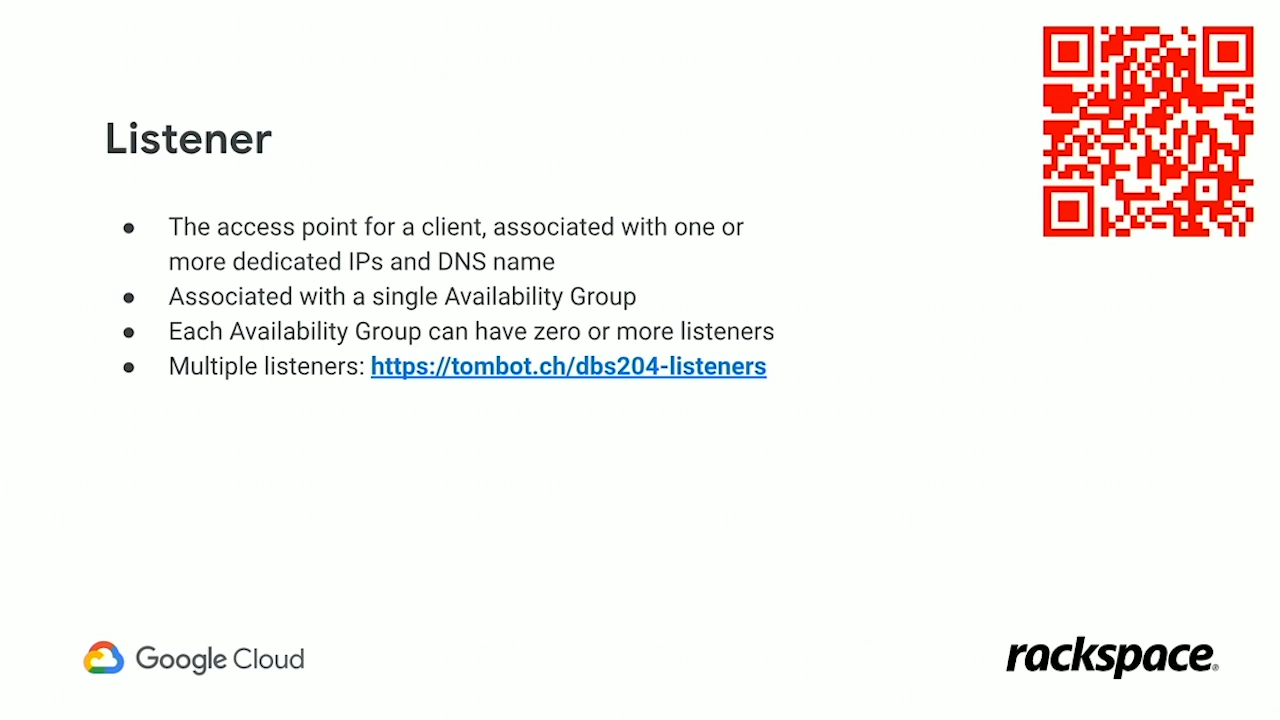 Listener
● The access point for a client, associated with one or
more dedicated IPs and DNS name
● Associated with a single Availability Group
● Each Availability Group can have zero or more listeners
● Multiple listeners: https://tombot.ch/dbs204-listeners
Google Cloud
rackspace®